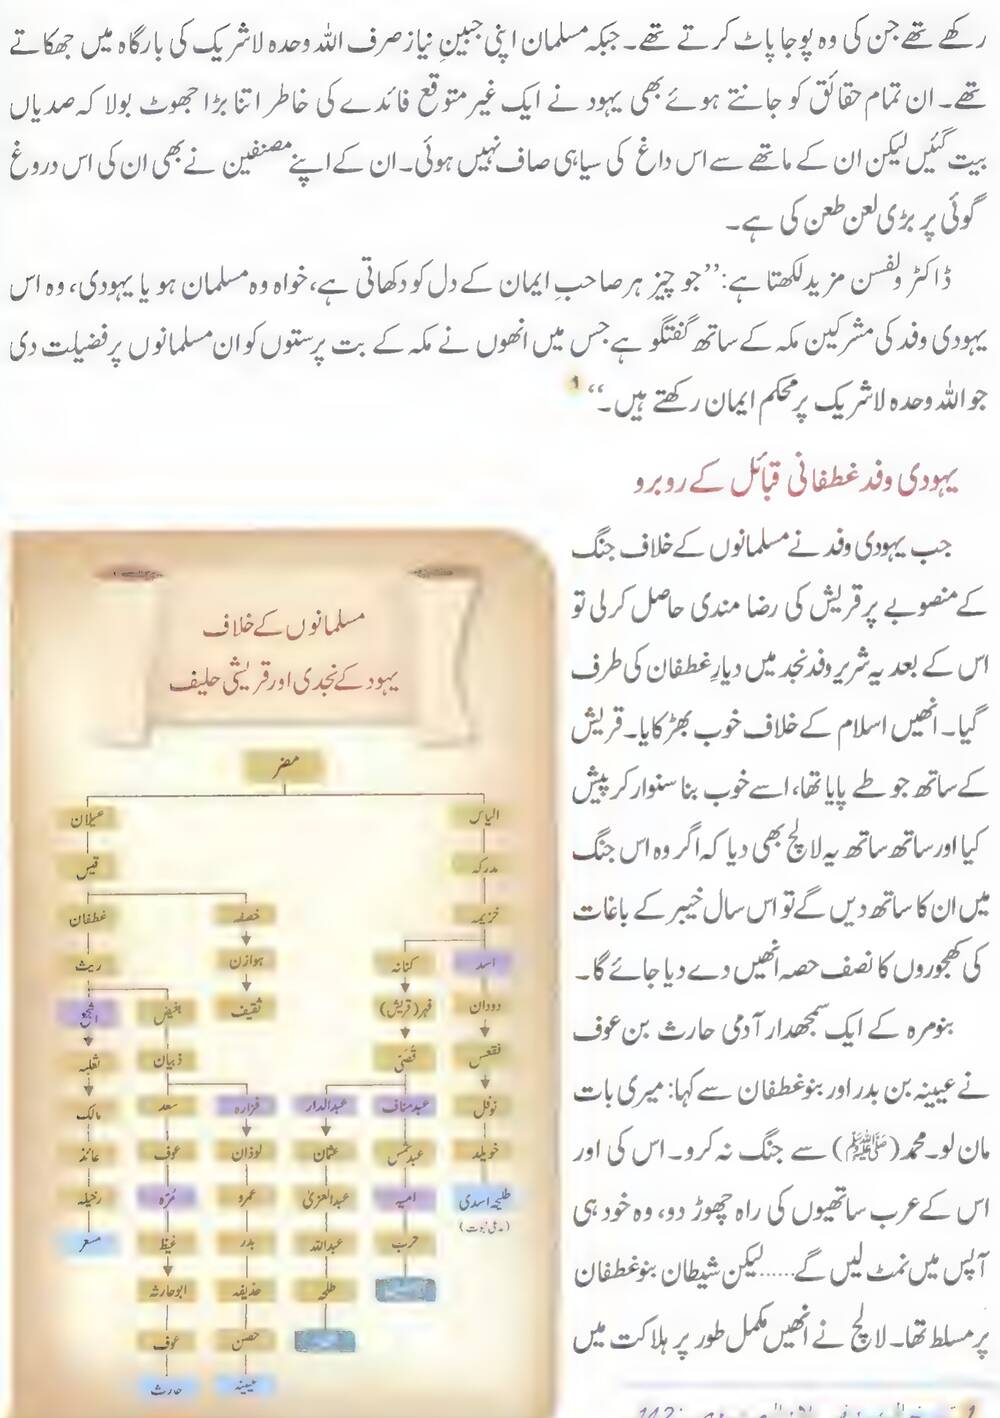 رکھے تھے جن کی وہ پوجا پاٹ کرتے تھے۔ جبکہ مسلمان اپنی جبینِ نیاز صرف اللہ وحدہ لاشریک کی بارگاہ میں جھکاتے
تھے۔ ان تمام حقائق کو جانتے ہوئے بھی یہود نے ایک غیر متوقع فائدے کی خاطر اتنا بڑا جھوٹ بولا کہ صدیاں
بیت گئیں لیکن ان کے ماتھے سے اس داغ کی سیاہی صاف نہیں ہوئی۔ ان کے اپنے مصنفین نے بھی ان کی اس دروغ
گوئی پر بڑی لعن طعن کی ہے۔
ڈاکٹر ولفسن مزید لکھتا ہے: ’’جو چیز ہر صاحبِ ایمان کے دل کو دکھاتی ہے، خواہ وہ مسلمان ہو یا یہودی، وہ اس
یہودی وفد کی مشرکین مکہ کے ساتھ گفتگو ہے جس میں انھوں نے مکہ کے بت پرستوں کو ان مسلمانوں پر فضیلت دی
جو اللہ وحدہ لاشریک پر محکم ایمان رکھتے ہیں۔‘‘ 1
یہودی وفد غطفانی قبائل کے روبرو
جب یہودی وفد نے مسلمانوں کے خلاف جنگ
کے منصوبے پر قریش کی رضا مندی حاصل کر لی تو
اس کے بعد یہ شریر وفد نجد میں دیارِ غطفان کی طرف
گیا۔ انھیں اسلام کے خلاف خوب بھڑکایا۔ قریش
کے ساتھ جو طے پایا تھا، اسے خوب بنا سنوار کر پیش
کیا اور ساتھ ساتھ یہ لالچ بھی دیا کہ اگر وہ اس جنگ
میں ان کا ساتھ دیں گے تو اس سال خیبر کے باغات
کی کھجوروں کا نصف حصہ انھیں دے دیا جائے گا۔
بنومرہ کے ایک سمجھدار آدمی حارث بن عوف
نے عیینہ بن بدر اور بنو غطفان سے کہا: میری بات
مان لو۔ محمد (ﷺ) سے جنگ نہ کرو۔ اس کی اور
اس کے عرب ساتھیوں کی راہ چھوڑ دو، وہ خود ہی
آپس میں نمٹ لیں گے...... لیکن شیطان بنو غطفان
پر مسلط تھا۔ لالچ نے انھیں مکمل طور پر ہلاکت میں
مسلمانوں کے خلاف
یہود کے نجدی اور قریشی حلیف
مضر
الیاس
عیلان
مدرکہ
قیس
خزیمہ
خصفہ
غطفان
اسد
کنانہ
ہوازن
ریث
دودان
فہر (قریش)
ثقیف
بغیض
اشجع
فقعس
قُصَی
ذبیان
ثعلبہ
نوفل
عبدمناف
عبدالدار
فزارہ
سعد
مالک
خویلد
عبدشمس
عثمان
لوذان
عوف
عائذ
طلیحہ اسدی
(مدعی نبوت)
امیہ
عبدالعزیٰ
عمرو
مُرّہ
رخیلہ
حرب
عبداللہ
بدر
غیظ
مسعر
طلحہ
حذیفہ
ابوحارثہ
حصن
عوف
عیینہ
حارث